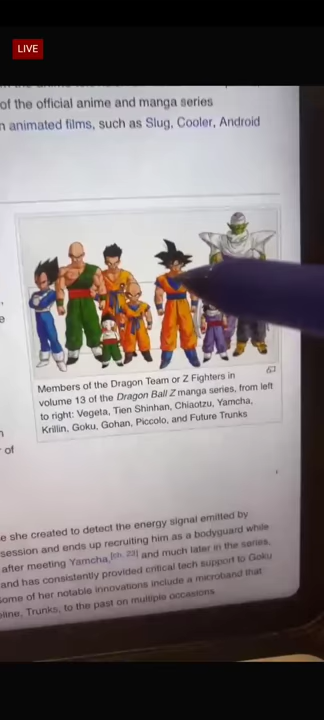 LIVE
of the official anime and manga series
n animated films, such as Slug, Cooler, Android
e
Members of the Dragon Team or Z Fighters in
volume 13 of the Dragon Ball Z manga series, from left
to right: Vegeta, Tien Shinhan, Chiaotzu, Yamcha,
Krillin, Goku, Gohan, Piccolo, and Future Trunks
n
r of
e she created to detect the energy signal emitted by
session and ends up recruiting him as a bodyguard while
after meeting Yamcha,[ch. 23] and much later in the series,
and has consistently provided critical tech support to Goku
some of her notable innovations include a microband that
eline, Trunks, to the past on multiple occasions